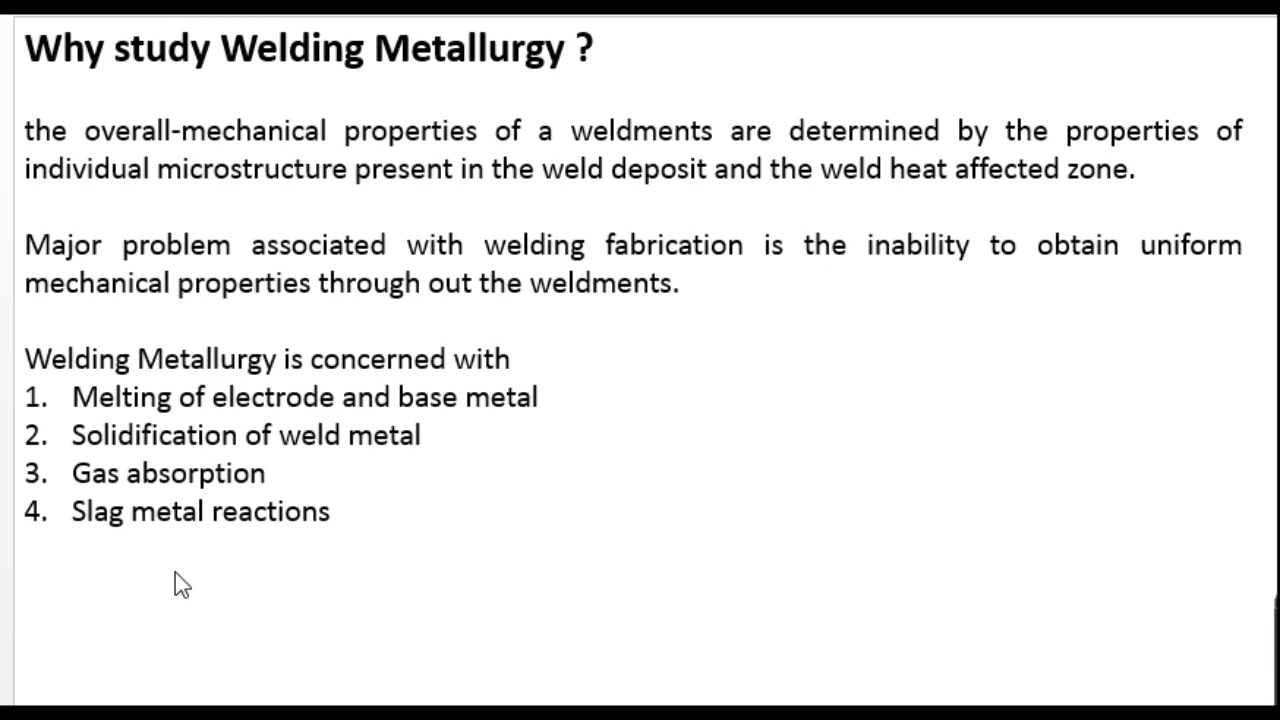 Why study Welding Metallurgy ?
the overall-mechanical properties of a weldments are determined by the properties of
individual microstructure present in the weld deposit and the weld heat affected zone.
Major problem associated with welding fabrication is the inability to obtain uniform
mechanical properties through out the weldments.
Welding Metallurgy is concerned with
1. Melting of electrode and base metal
2. Solidification of weld metal
3. Gas absorption
4. Slag metal reactions